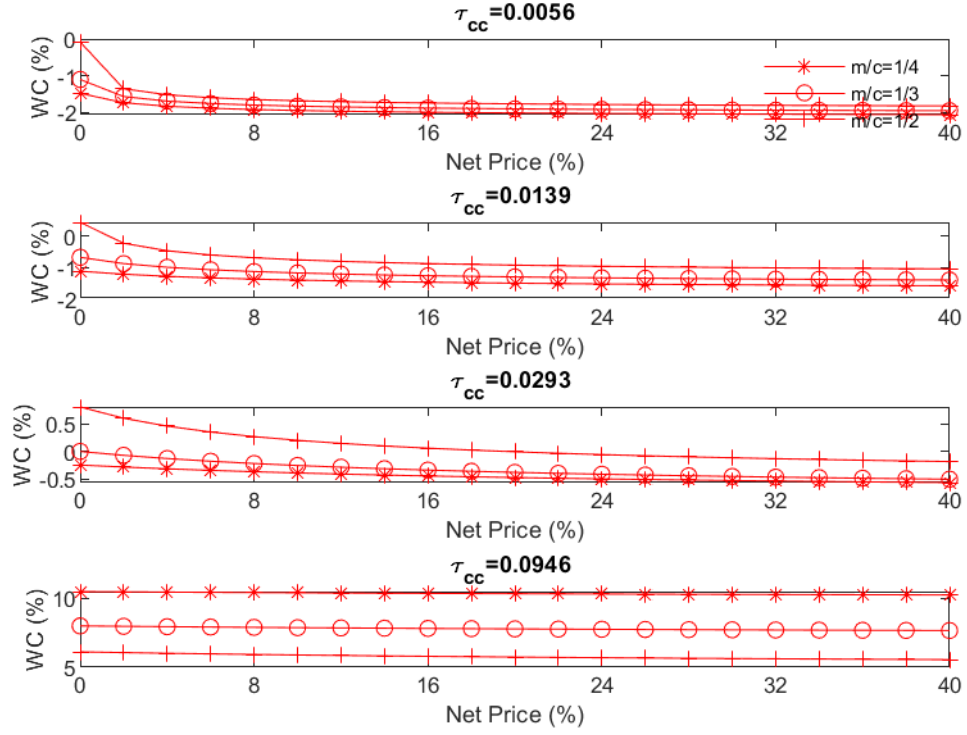 τcc=0.0056
WC (%)
0
-1
-2
m/c=1/4
m/c=1/3
m/c=1/2
0 8 16 24 32 40
Net Price (%)
τcc=0.0139
WC (%)
0
-1
-2
0 8 16 24 32 40
Net Price (%)
τcc=0.0293
WC (%)
0.5
0
-0.5
0 8 16 24 32 40
Net Price (%)
τcc=0.0946
WC (%)
10
5
0 8 16 24 32 40
Net Price (%)